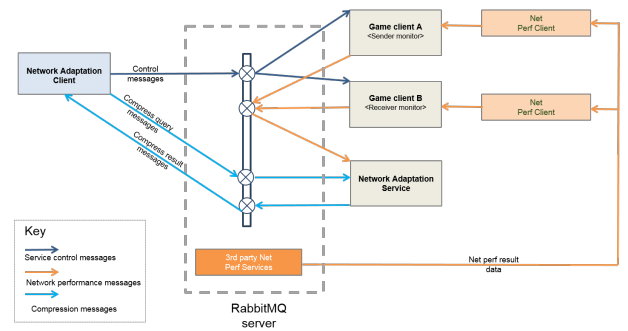 Game client A
<Sender monitor>
Net
Perf Client
Network Adaptation
Client
Control
messages
Compress query
messages
Compress result
messages
Game client B
<Receiver monitor>
Net
Perf Client
Network Adaptation
Service
Key
Service control messages
Network performance messages
Compression messages
3rd party Net
Perf Services
Net perf result
data
RabbitMQ
server